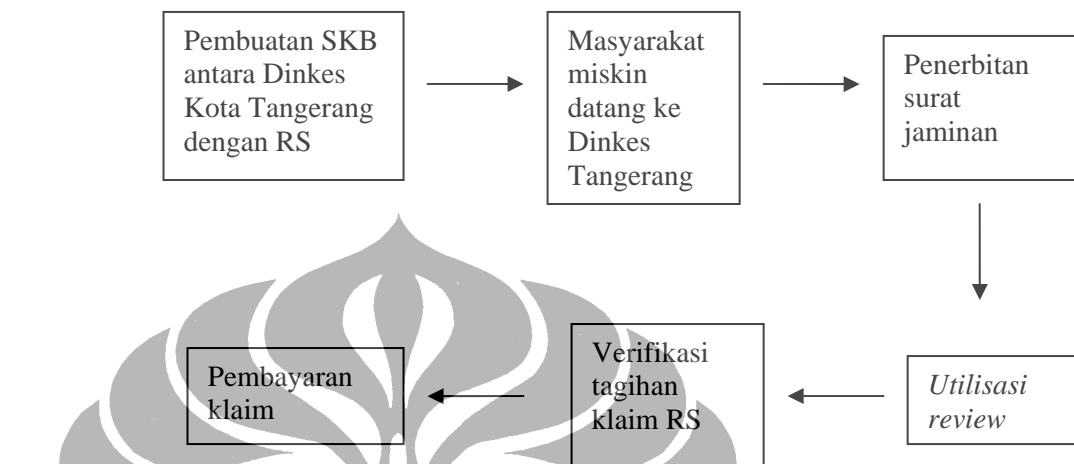 Pembuatan SKB
antara Dinkes
Kota Tangerang
dengan RS
Masyarakat
miskin
datang ke
Dinkes
Tangerang
Penerbitan
surat
jaminan
Utilisasi
review
Verifikasi
tagihan
klaim RS
Pembayaran
klaim